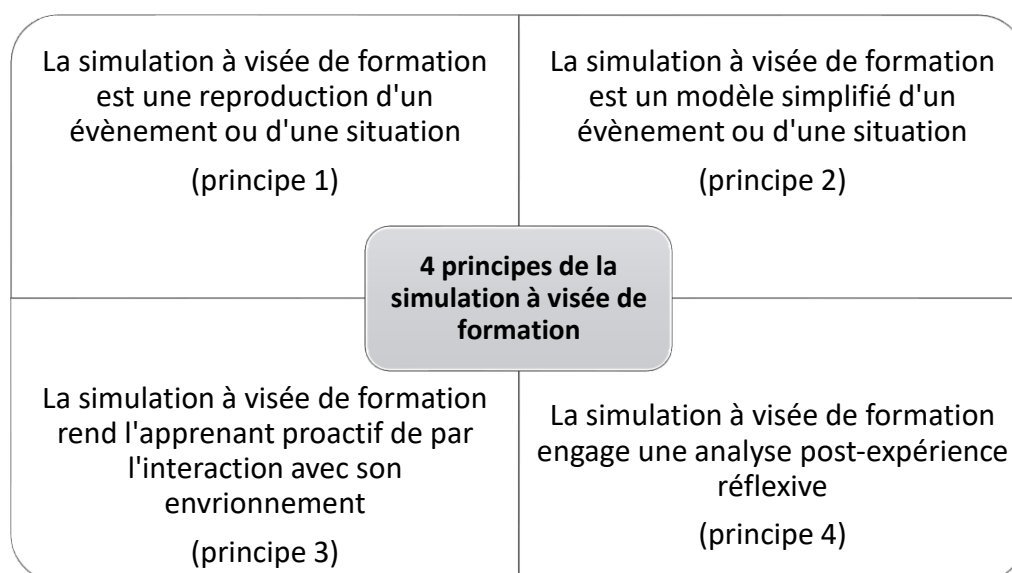 La simulation à visée de formation
est une reproduction d'un
évènement ou d'une situation
(principe 1)
La simulation à visée de formation
est un modèle simplifié d'un
évènement ou d'une situation
(principe 2)
4 principes de la
simulation à visée de
formation
La simulation à visée de formation
rend l'apprenant proactif de par
l'interaction avec son
envrionnement
(principe 3)
La simulation à visée de formation
engage une analyse post-expérience
réflexive
(principe 4)